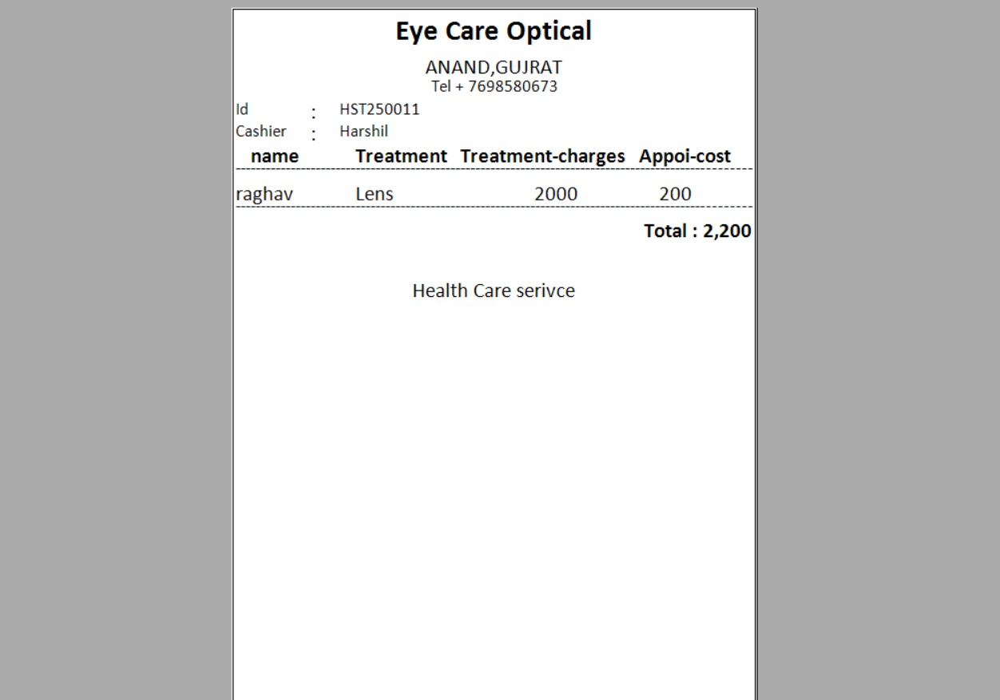 Eye Care Optical
ANAND,GUJRAT
Tel + 7698580673
Id : HST250011
Cashier : Harshil
name Treatment Treatment-charges Appoi-cost
raghav Lens 2000 200
Total : 2,200
Health Care serivce